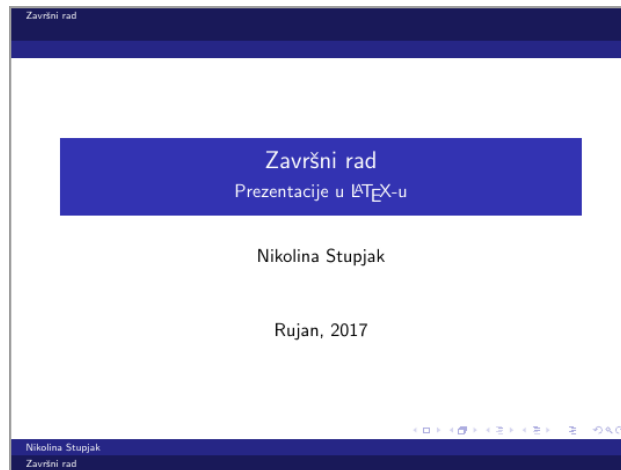 Završni rad
Završni rad
Prezentacije u LATEX-u
Nikolina Stupjak
Rujan, 2017
Nikolina Stupjak
Završni rad